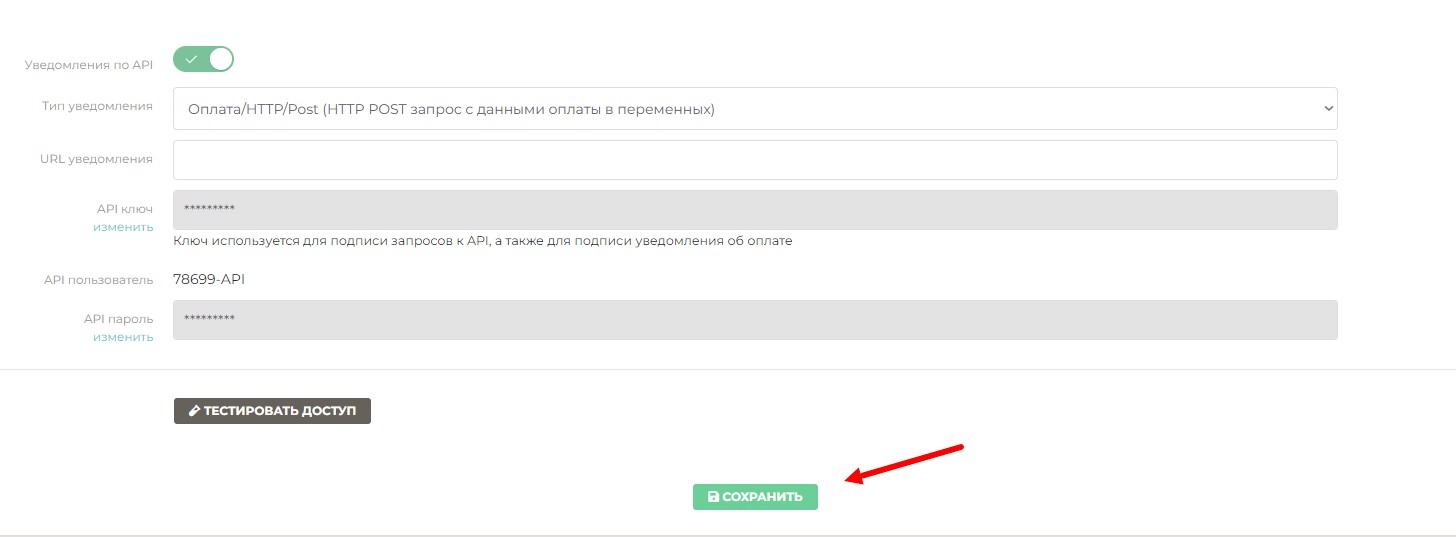 Уведомления по API
Тип уведомления
Оплата/HTTP/Post (HTTP POST запрос с данными оплаты в переменных)
URL уведомления
API ключ
*********
изменить
Ключ используется для подписи запросов к API, а также для подписи уведомления об оплате
API пользователь
78699-API
API пароль
*********
изменить
ТЕСТИРОВАТЬ ДОСТУП
СОХРАНИТЬ